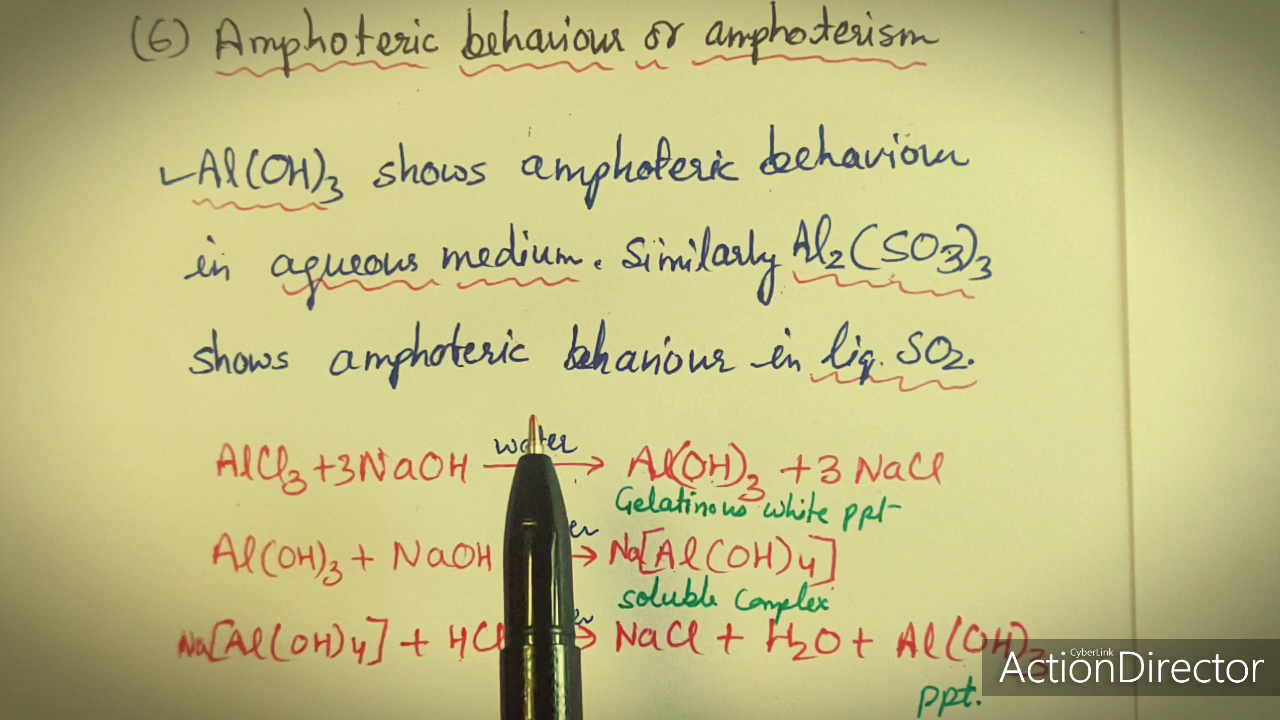 (6) Amphoteric behaviour or amphoterism
Al(OH)₃ shows amphoteric behaviour
in aqueous medium. Similarly Al₂(SO₃)₃
shows amphoteric behaviour in liq. SO₂.
AlCl₃ + 3NaOH water → Al(OH)₃ + 3 NaCl
Gelatinous white ppt
Al(OH)₃ + NaOH → Na[Al(OH)₄]
soluble complex
Na[Al(OH)₄] + HCl → NaCl + H₂O + Al(OH)₃
ppt.
CyberLink
ActionDirector